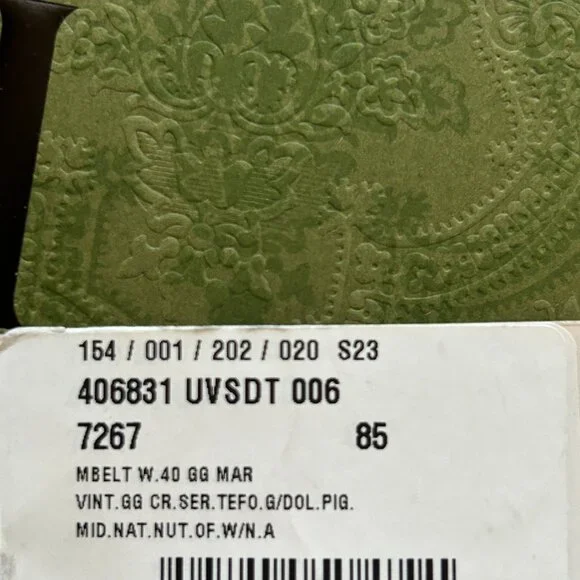 154 / 001 / 202 / 020 S23
406831 UVSDT 006
7267 85
MBELT W.40 GG MAR
VINT.GG CR.SER.TEFO.G/DOL.PIG.
MID.NAT.NUT.OF.W/N.A